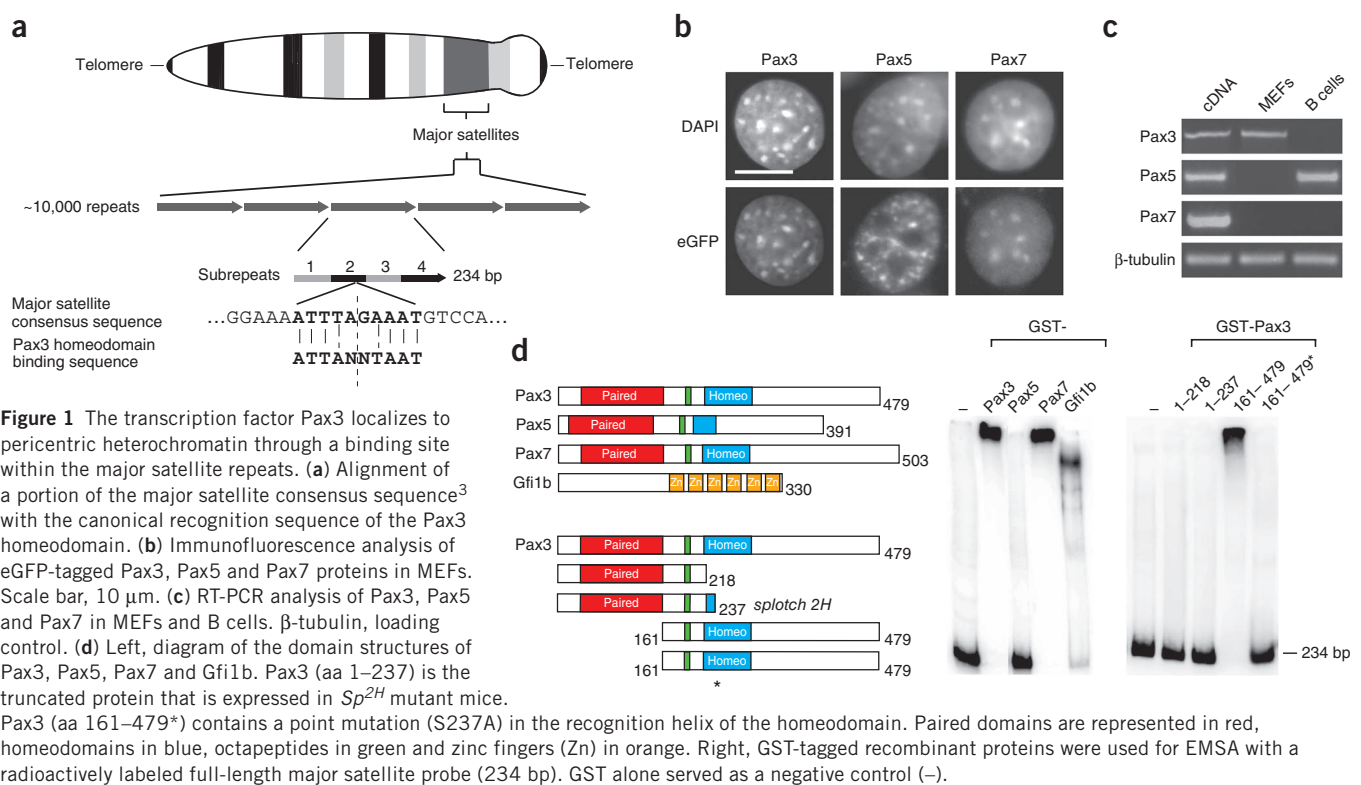 a
Telomere
Telomere
Major satellites
~10,000 repeats
Subrepeats
1
2
3
4
234 bp
Major satellite
consensus sequence
...GGAAAATTTAGAAATGTCCA...
Pax3 homeodomain
binding sequence
ATTANNTAAT
b
Pax3
Pax5
Pax7
DAPI
eGFP
c
cDNA
MEFs
B cells
Pax3
Pax5
Pax7
β-tubulin
d
Pax3
Paired
Homeo
479
Pax5
Paired
391
Pax7
Paired
Homeo
503
Gfi1b
Zn Zn Zn Zn Zn Zn
330
Pax3
Paired
Homeo
479
Paired
218
Paired
237 splotch 2H
161
Homeo
479
161
Homeo
479
*
GST-
–
Pax3
Pax5
Pax7
Gfi1b
GST-Pax3
–
1–218
1–237
161– 479
161– 479*
234 bp
Figure 1 The transcription factor Pax3 localizes to
pericentric heterochromatin through a binding site
within the major satellite repeats. (a) Alignment of
a portion of the major satellite consensus sequence3
with the canonical recognition sequence of the Pax3
homeodomain. (b) Immunofluorescence analysis of
eGFP-tagged Pax3, Pax5 and Pax7 proteins in MEFs.
Scale bar, 10 μm. (c) RT-PCR analysis of Pax3, Pax5
and Pax7 in MEFs and B cells. β-tubulin, loading
control. (d) Left, diagram of the domain structures of
Pax3, Pax5, Pax7 and Gfi1b. Pax3 (aa 1–237) is the
truncated protein that is expressed in Sp2H mutant mice.
Pax3 (aa 161–479*) contains a point mutation (S237A) in the recognition helix of the homeodomain. Paired domains are represented in red,
homeodomains in blue, octapeptides in green and zinc fingers (Zn) in orange. Right, GST-tagged recombinant proteins were used for EMSA with a
radioactively labeled full-length major satellite probe (234 bp). GST alone served as a negative control (–).